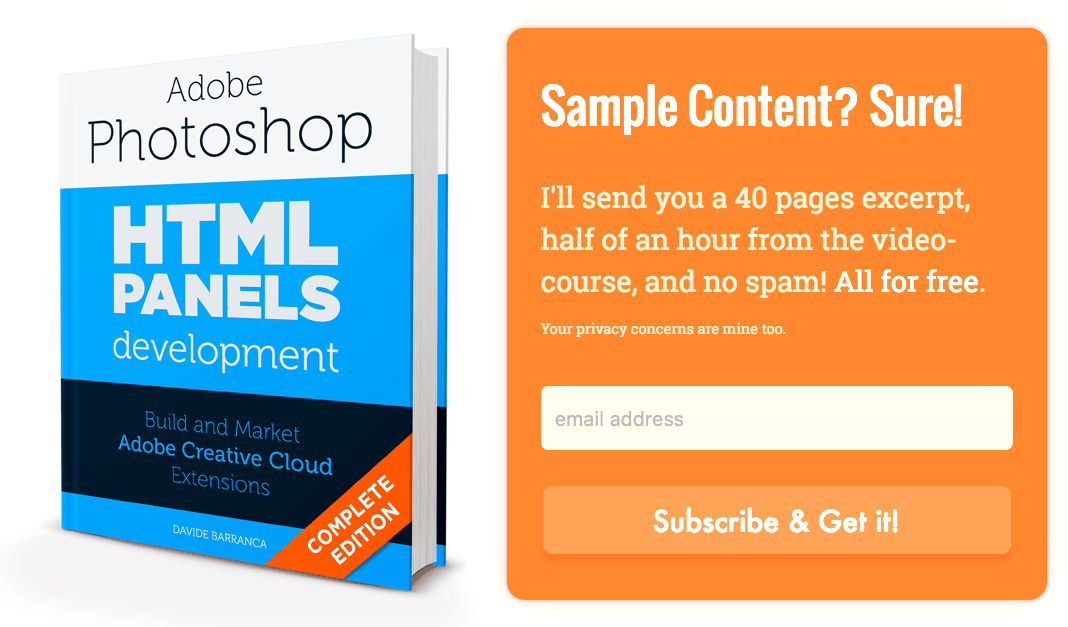 Adobe
Photoshop
HTML
PANELS
development
Build and Market
Adobe Creative Cloud
Extensions
DAVIDE BARRANCA
COMPLETE
EDITION
Sample Content? Sure!
I'll send you a 40 pages excerpt,
half of an hour from the video-
course, and no spam! All for free.
Your privacy concerns are mine too.
email address
Subscribe & Get it!